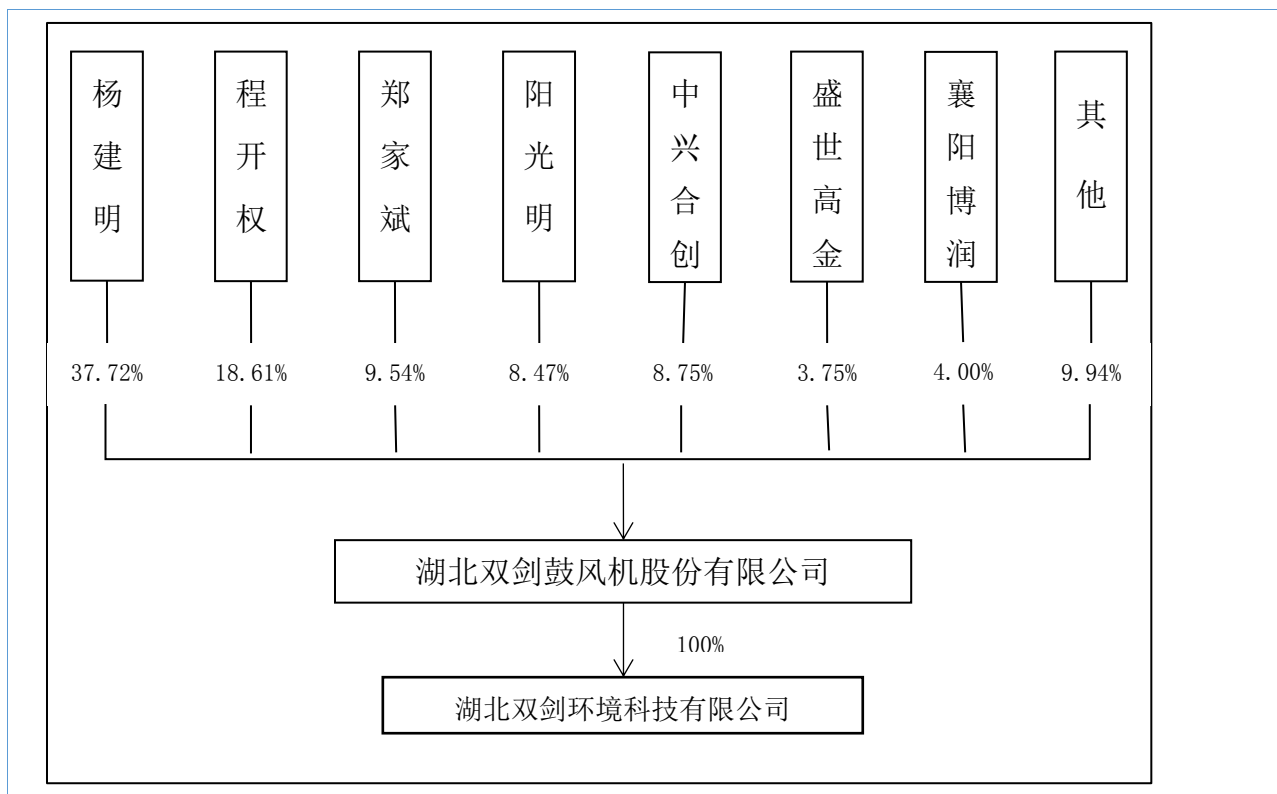 杨建明
程开权
郑家斌
阳光明
中兴合创
盛世高金
襄阳博润
其他
37.72%
18.61%
9.54%
8.47%
8.75%
3.75%
4.00%
9.94%
湖北双剑鼓风机股份有限公司
100%
湖北双剑环境科技有限公司